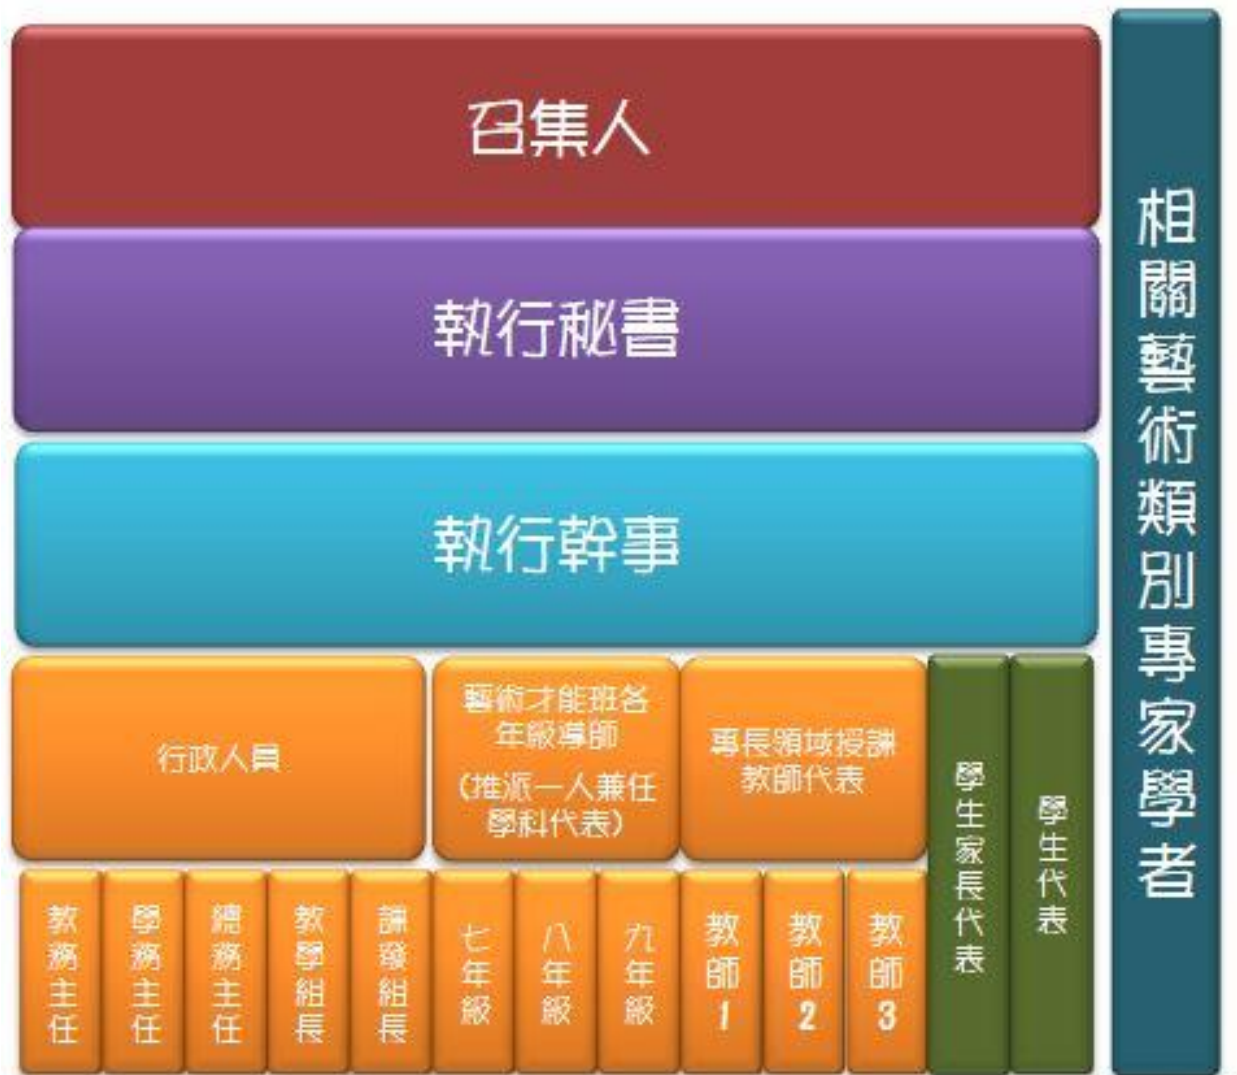 召集人
執行秘書
執行幹事
行政人員
藝術才能班各
年級導師
(推派一人兼任
學科代表)
專長領域授課
教師代表
教務主任
學務主任
總務主任
教學組長
課發組長
七年級
八年級
九年級
教師1
教師2
教師3
學生家長代表
學生代表
相關藝術類別專家學者